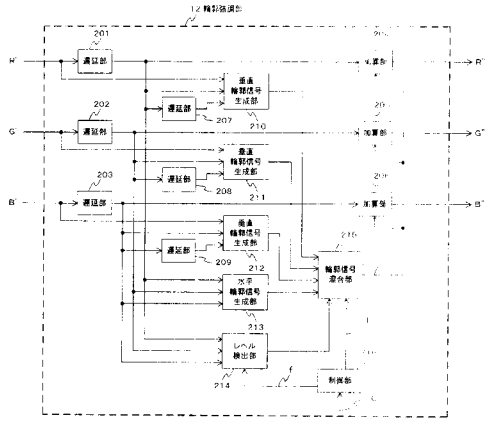 12 輪郭強調部
201
遅延部
加算部
R'
R"
垂直
輪郭信号
生成部
207
遅延部
210
202
遅延部
加算部
G'
G"
垂直
輪郭信号
生成部
208
遅延部
211
203
遅延部
加算部
B'
B"
垂直
輪郭信号
生成部
遅延部
209
212
215
輪郭信号
混合部
水平
輪郭信号
生成部
213
レベル
検出部
214
f
制御部